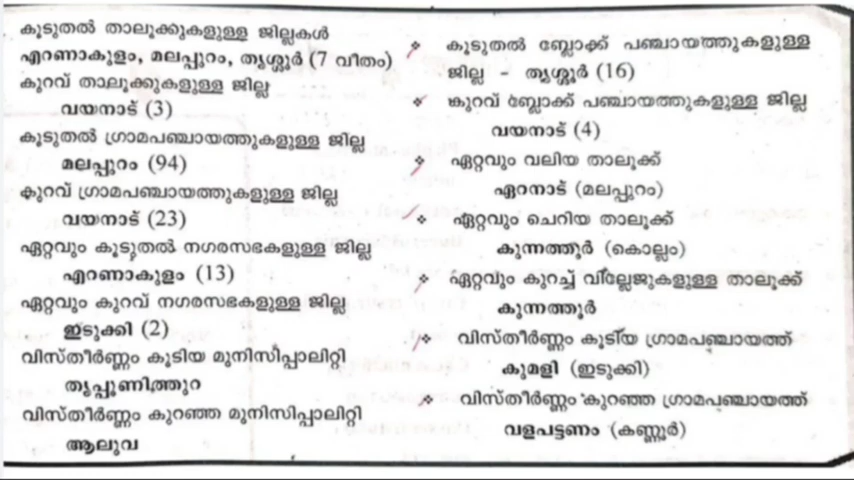 കൂടുതൽ താലൂക്കുകളുള്ള ജില്ലകൾ
എറണാകുളം, മലപ്പുറം, തൃശ്ശൂർ (7 വീതം)
കുറവ് താലൂക്കുകളുള്ള ജില്ല
വയനാട് (3)
കൂടുതൽ ഗ്രാമപഞ്ചായത്തുകളുള്ള ജില്ല
മലപ്പുറം (94)
കുറവ് ഗ്രാമപഞ്ചായത്തുകളുള്ള ജില്ല
വയനാട് (23)
ഏറ്റവും കൂടുതൽ നഗരസഭകളുള്ള ജില്ല
എറണാകുളം (13)
ഏറ്റവും കുറവ് നഗരസഭകളുള്ള ജില്ല
ഇടുക്കി (2)
വിസ്തീർണ്ണം കൂടിയ മുനിസിപ്പാലിറ്റി
തൃപ്പൂണിത്തുറ
വിസ്തീർണ്ണം കുറഞ്ഞ മുനിസിപ്പാലിറ്റി
ആലുവ
കൂടുതൽ ബ്ലോക്ക് പഞ്ചായത്തുകളുള്ള
ജില്ല - തൃശ്ശൂർ (16)
കുറവ് ബ്ലോക്ക് പഞ്ചായത്തുകളുള്ള ജില്ല
വയനാട് (4)
ഏറ്റവും വലിയ താലൂക്ക്
ഏറനാട് (മലപ്പുറം)
ഏറ്റവും ചെറിയ താലൂക്ക്
കുന്നത്തൂർ (കൊല്ലം)
ഏറ്റവും കുറച്ച് വില്ലേജുകളുള്ള താലൂക്ക്
കുന്നത്തൂർ
വിസ്തീർണ്ണം കൂടിയ ഗ്രാമപഞ്ചായത്ത്
കുമളി (ഇടുക്കി)
വിസ്തീർണ്ണം കുറഞ്ഞ ഗ്രാമപഞ്ചായത്ത്
വളപട്ടണം (കണ്ണൂർ)